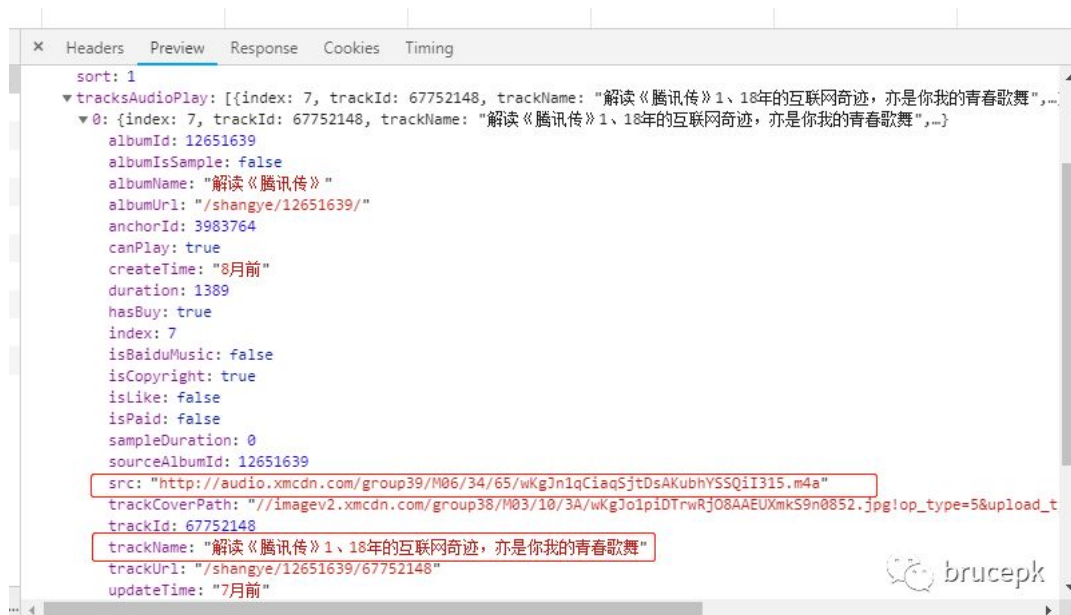 × Headers Preview Response Cookies Timing
sort: 1
▼tracksAudioPlay: [{index: 7, trackId: 67752148, trackName: "解读《腾讯传》1、18年的互联网奇迹，亦是你我的青春歌舞",…
▼0: {index: 7, trackId: 67752148, trackName: "解读《腾讯传》1、18年的互联网奇迹，亦是你我的青春歌舞",…}
albumId: 12651639
albumIsSample: false
albumName: "解读《腾讯传》"
albumUrl: "/shangye/12651639/"
anchorId: 3983764
canPlay: true
createTime: "8月前"
duration: 1389
hasBuy: true
index: 7
isBaiduMusic: false
isCopyright: true
isLike: false
isPaid: false
sampleDuration: 0
sourceAlbumId: 12651639
src: "http://audio.xmcdn.com/group39/M06/34/65/wKgJn1qCiaqSjtDsAKubhYSSQiI315.m4a"
trackCoverPath: "//imagev2.xmcdn.com/group38/M03/10/3A/wKgJo1piDTrwRjO8AAEUXmkS9n0852.jpg!op_type=5&upload_t
trackId: 67752148
trackName: "解读《腾讯传》1、18年的互联网奇迹，亦是你我的青春歌舞"
trackUrl: "/shangye/12651639/67752148"
updateTime: "7月前"
brucepk